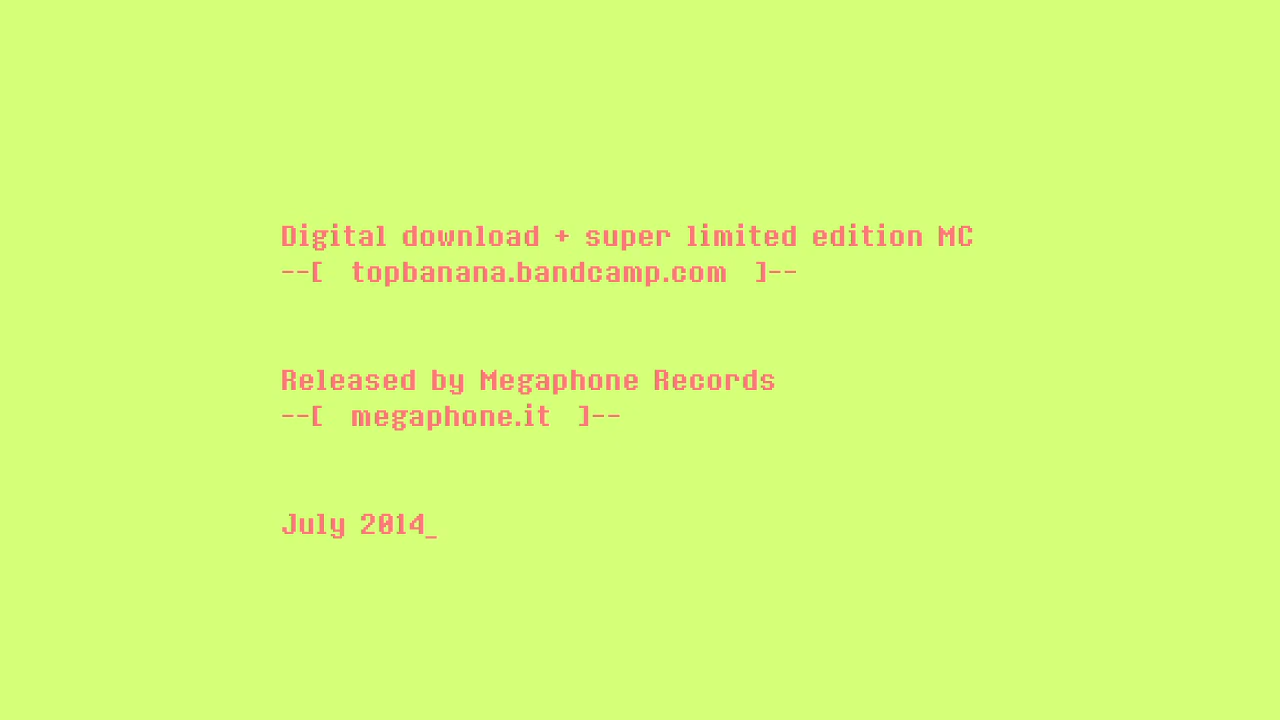 Digital download + super limited edition MC
--[ topbanana.bandcamp.com ]--
Released by Megaphone Records
--[ megaphone.it ]--
July 2014_